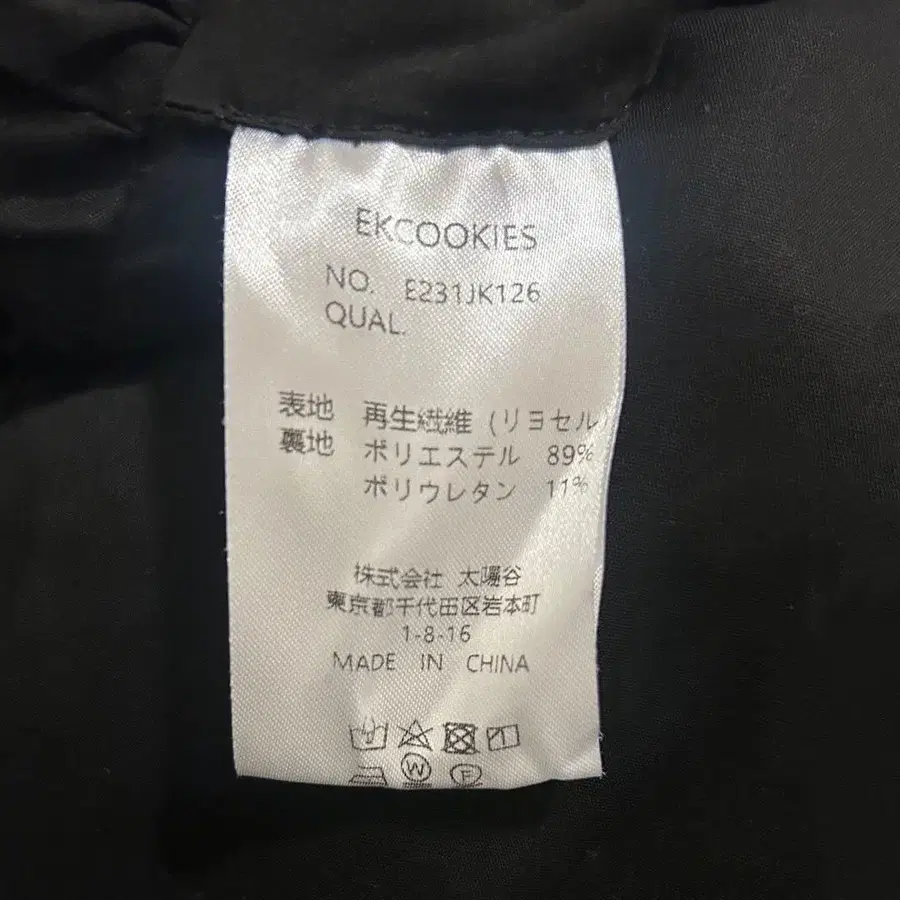 EKCOOKIES
NO. E231JK126
QUAL.
表地 再生繊維 (リヨセル)
裏地 ポリエステル 89%
ポリウレタン 11%
株式会社 太陽谷
東京都千代田区岩本町
1-8-16
MADE IN CHINA
W F